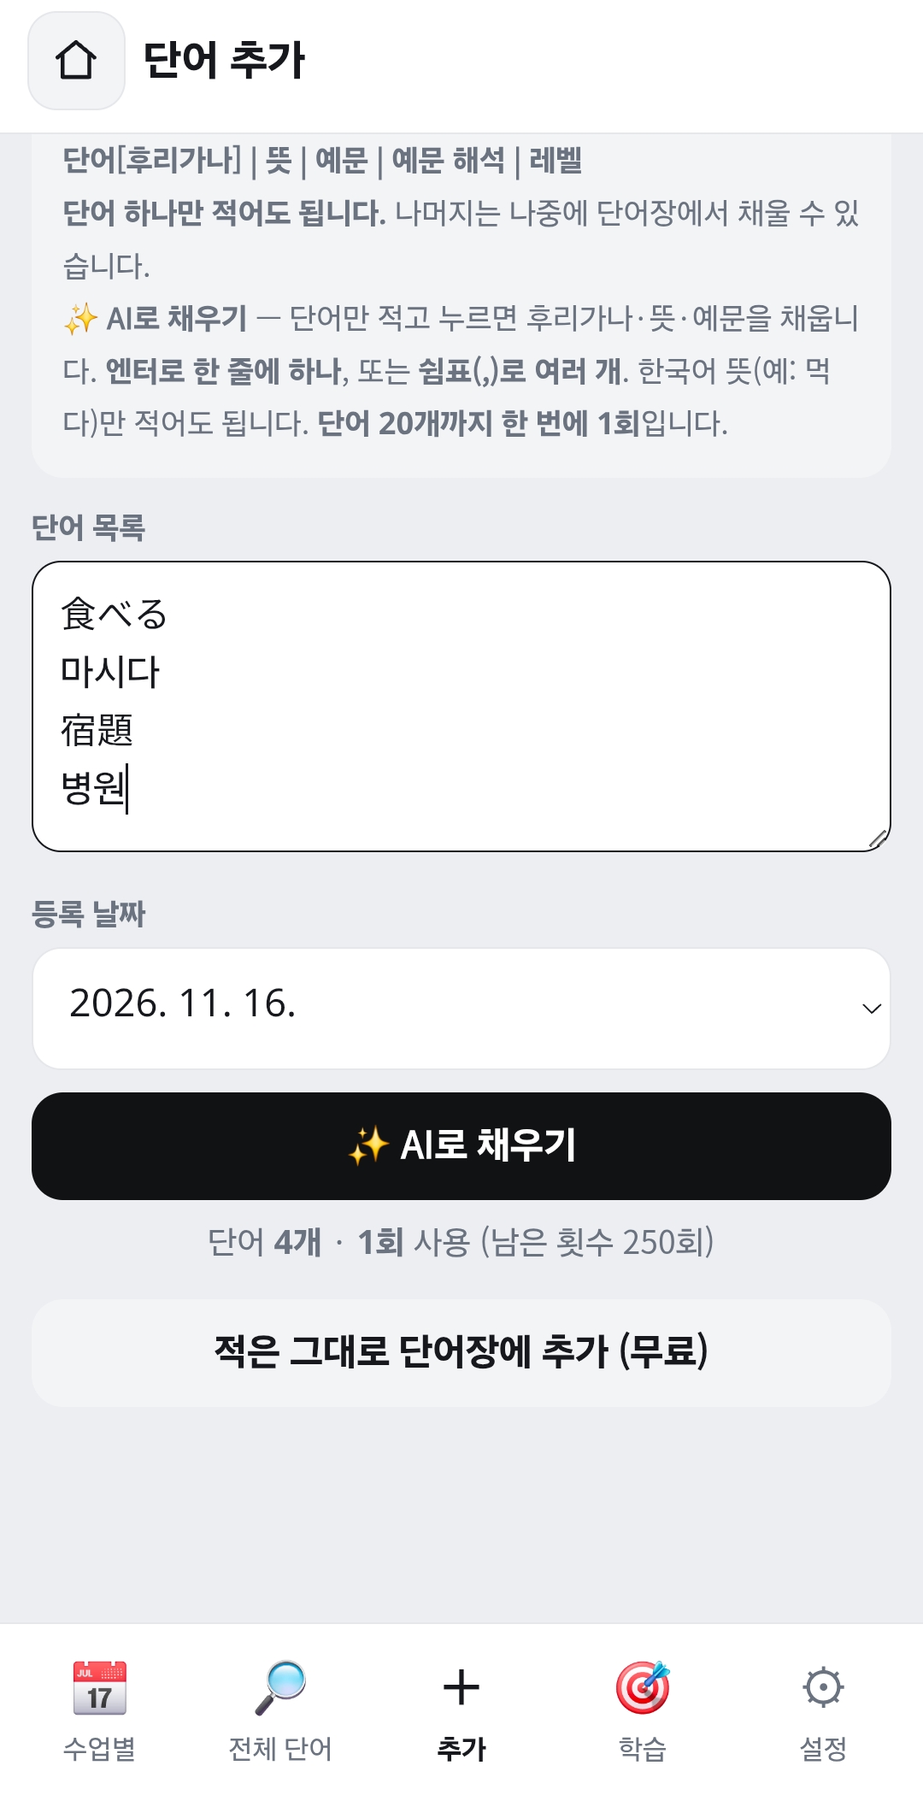 단어 추가
단어[후리가나] | 뜻 | 예문 | 예문 해석 | 레벨
단어 하나만 적어도 됩니다. 나머지는 나중에 단어장에서 채울 수 있
습니다.
✨ AI로 채우기 — 단어만 적고 누르면 후리가나·뜻·예문을 채웁니
다. 엔터로 한 줄에 하나, 또는 쉼표(,)로 여러 개. 한국어 뜻(예: 먹
다)만 적어도 됩니다. 단어 20개까지 한 번에 1회입니다.
단어 목록
食べる
마시다
宿題
병원
등록 날짜
2026. 11. 16.
✨ AI로 채우기
단어 4개 · 1회 사용 (남은 횟수 250회)
적은 그대로 단어장에 추가 (무료)
JUL
17
수업별
전체 단어
추가
학습
설정